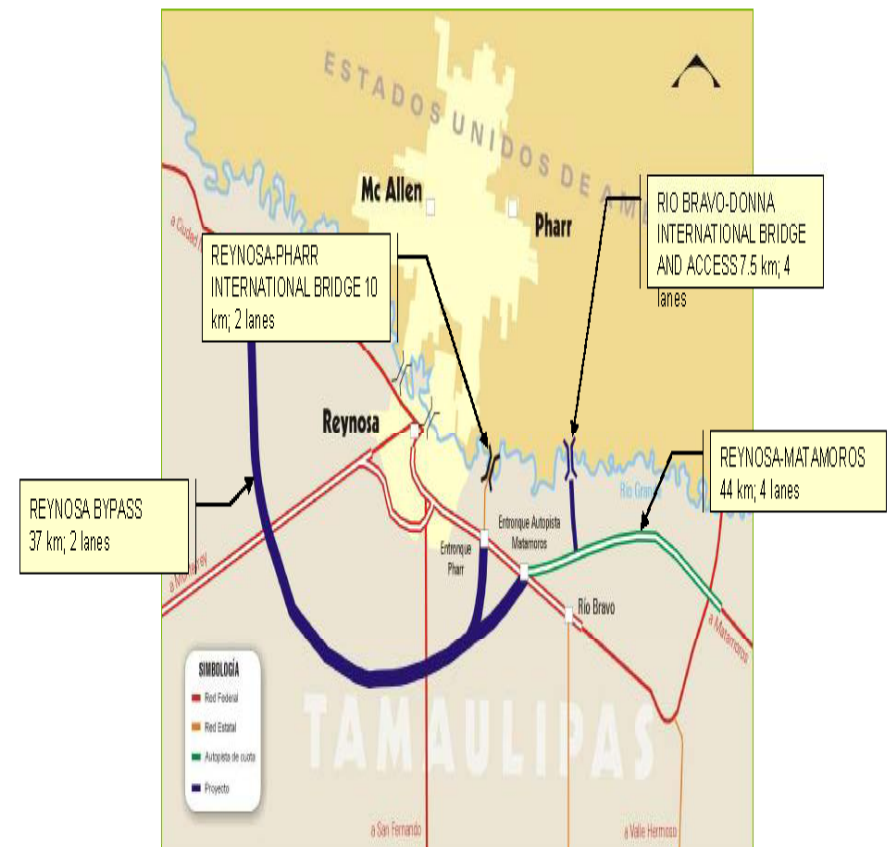 ESTADOS UNIDOS DE AM
Mc Allen
Pharr
RIO BRAVO-DONNA
INTERNATIONAL BRIDGE
AND ACCESS 7.5 km; 4
lanes
a Ciudad
REYNOSA-PHARR
INTERNATIONAL BRIDGE 10
km; 2 lanes
Reynosa
REYNOSA-MATAMOROS
44 km; 4 lanes
Rio Grande
REYNOSA BYPASS
37 km; 2 lanes
Entronque Autopista
Matamoros
Entronque
Pharr
a Monterrey
Río Bravo
a Matamoros
SIMBOLOGÍA
Red Federal
Red Estatal
Autopista de cuota
Proyecto
TAMAULIPAS
a San Fernando
a Valle Hermoso